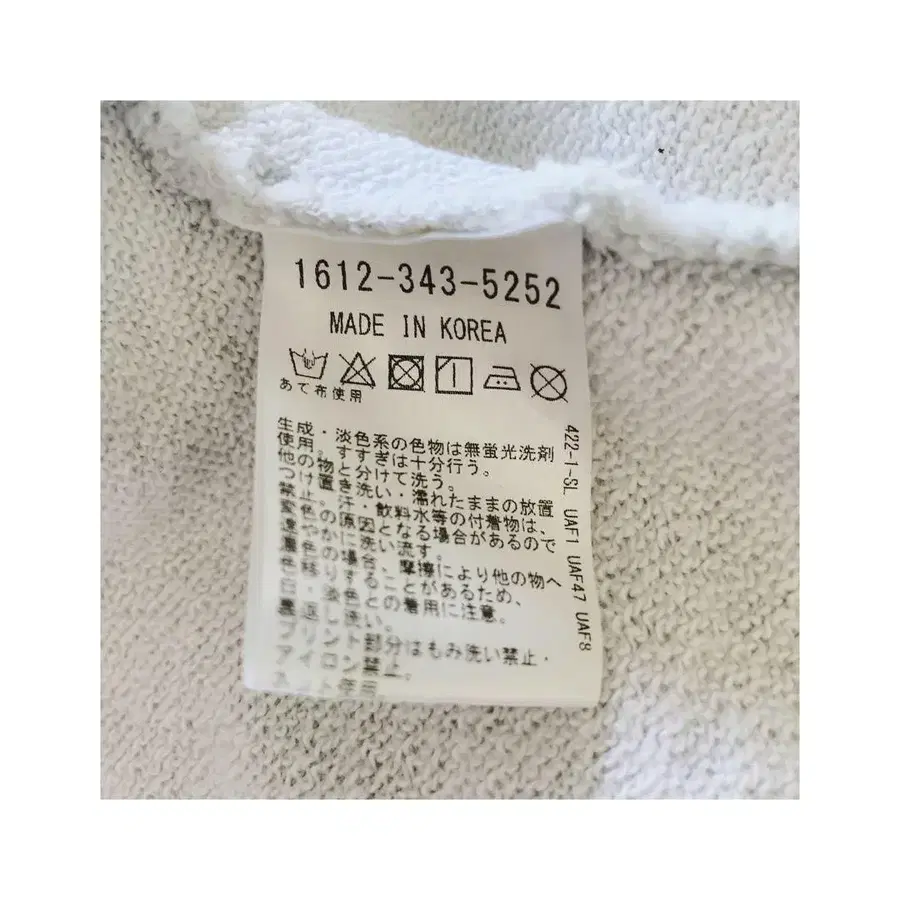 1612-343-5252
MADE IN KOREA
あて布使用
生成・淡色系の色物は無蛍光洗剤
使用。すすぎは十分行う。
他の物と分けて洗う。
つけ置き洗い・濡れたままの放置
禁止。汗・飲料水等の付着物は、
変色の原因となる場合があるので
速やかに洗い流す。
濃色の場合、摩擦により他の物へ
色移りすることがあるため、
白・淡色との着用に注意。
裏返し洗い。
プリント部分はもみ洗い禁止・
アイロン禁止。
ネット使用
422-1-SL UAF1 UAF47 UAF8